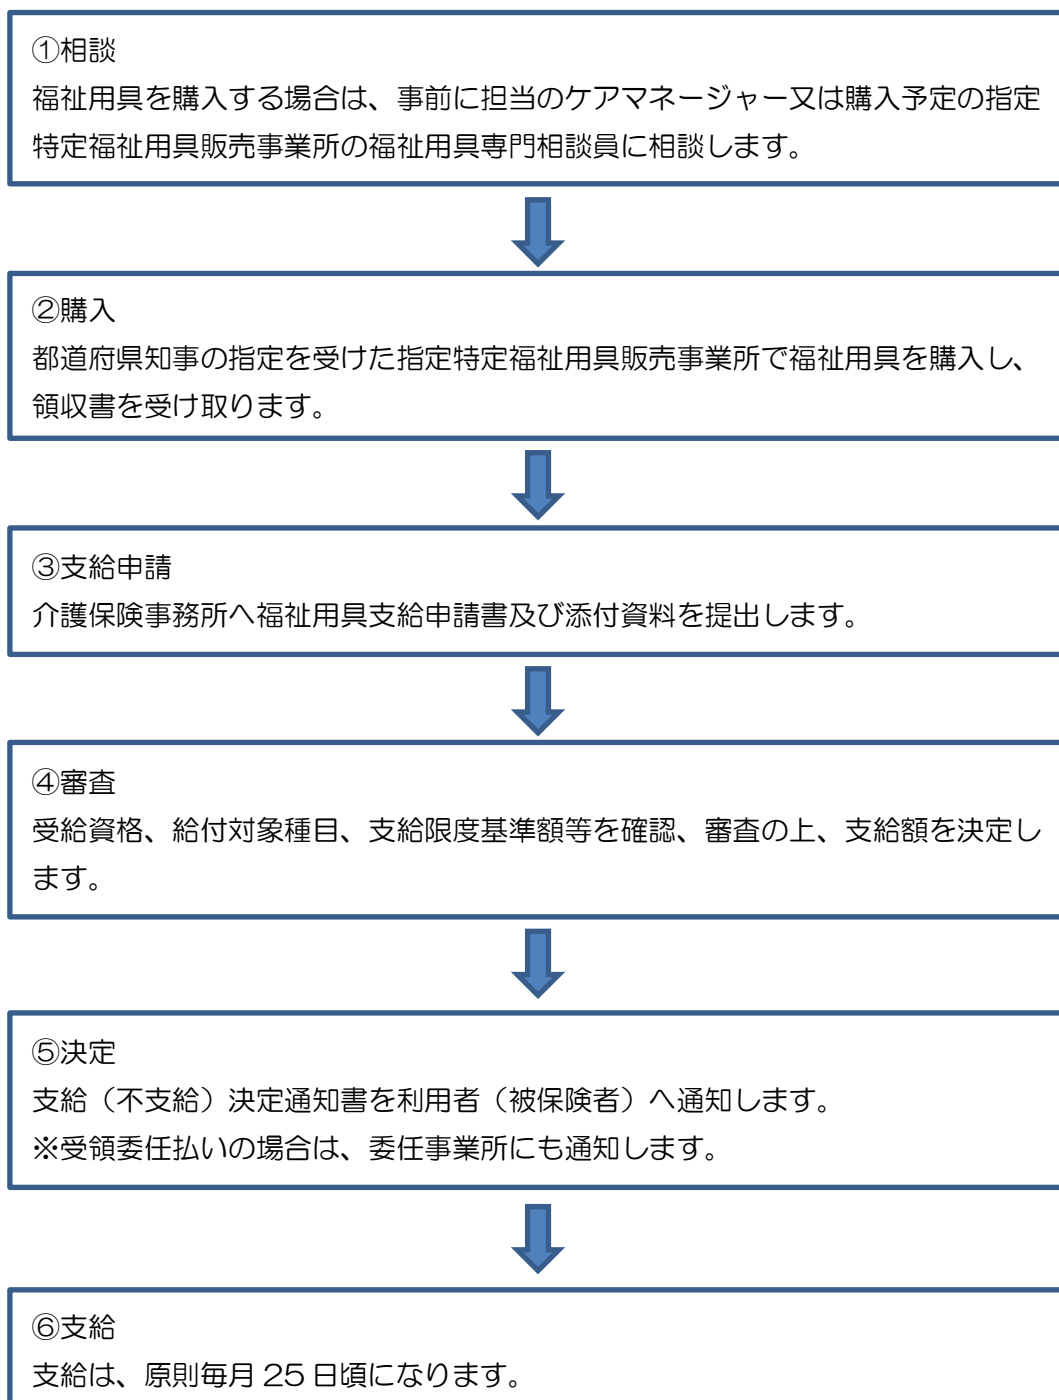 ①相談
福祉用具を購入する場合は、事前に担当のケアマネージャー又は購入予定の指定
特定福祉用具販売事業所の福祉用具専門相談員に相談します。
②購入
都道府県知事の指定を受けた指定特定福祉用具販売事業所で福祉用具を購入し、
領収書を受け取ります。
③支給申請
介護保険事務所へ福祉用具支給申請書及び添付資料を提出します。
④審査
受給資格、給付対象種目、支給限度基準額等を確認、審査の上、支給額を決定し
ます。
⑤決定
支給（不支給）決定通知書を利用者（被保険者）へ通知します。
※受領委任払いの場合は、委任事業所にも通知します。
⑥支給
支給は、原則毎月 25 日頃になります。